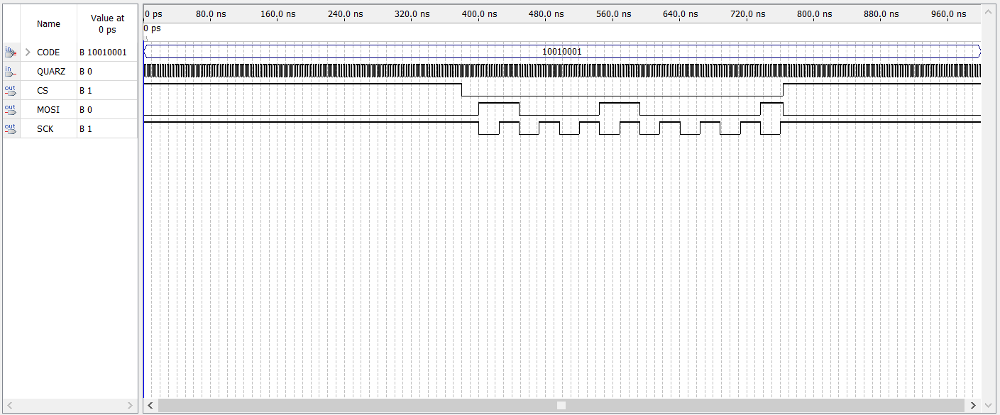 Name
Value at
0 ps
0 ps 80.0 ns 160.0 ns 240.0 ns 320.0 ns 400.0 ns 480.0 ns 560.0 ns 640.0 ns 720.0 ns 800.0 ns 880.0 ns 960.0 ns
0 ps
in CODE B 10010001 10010001
in QUARZ B 0
out CS B 1
out MOSI B 0
out SCK B 1